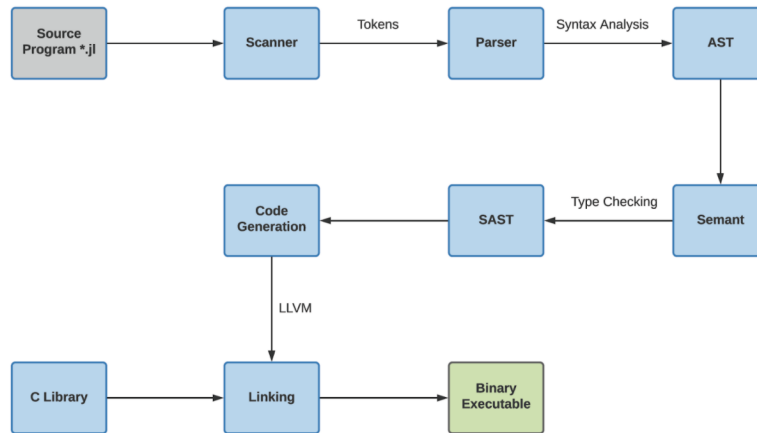 Source
Program *.jl
Scanner
Tokens
Parser
Syntax Analysis
AST
Code
Generation
SAST
Type Checking
Semant
LLVM
C Library
Linking
Binary
Executable